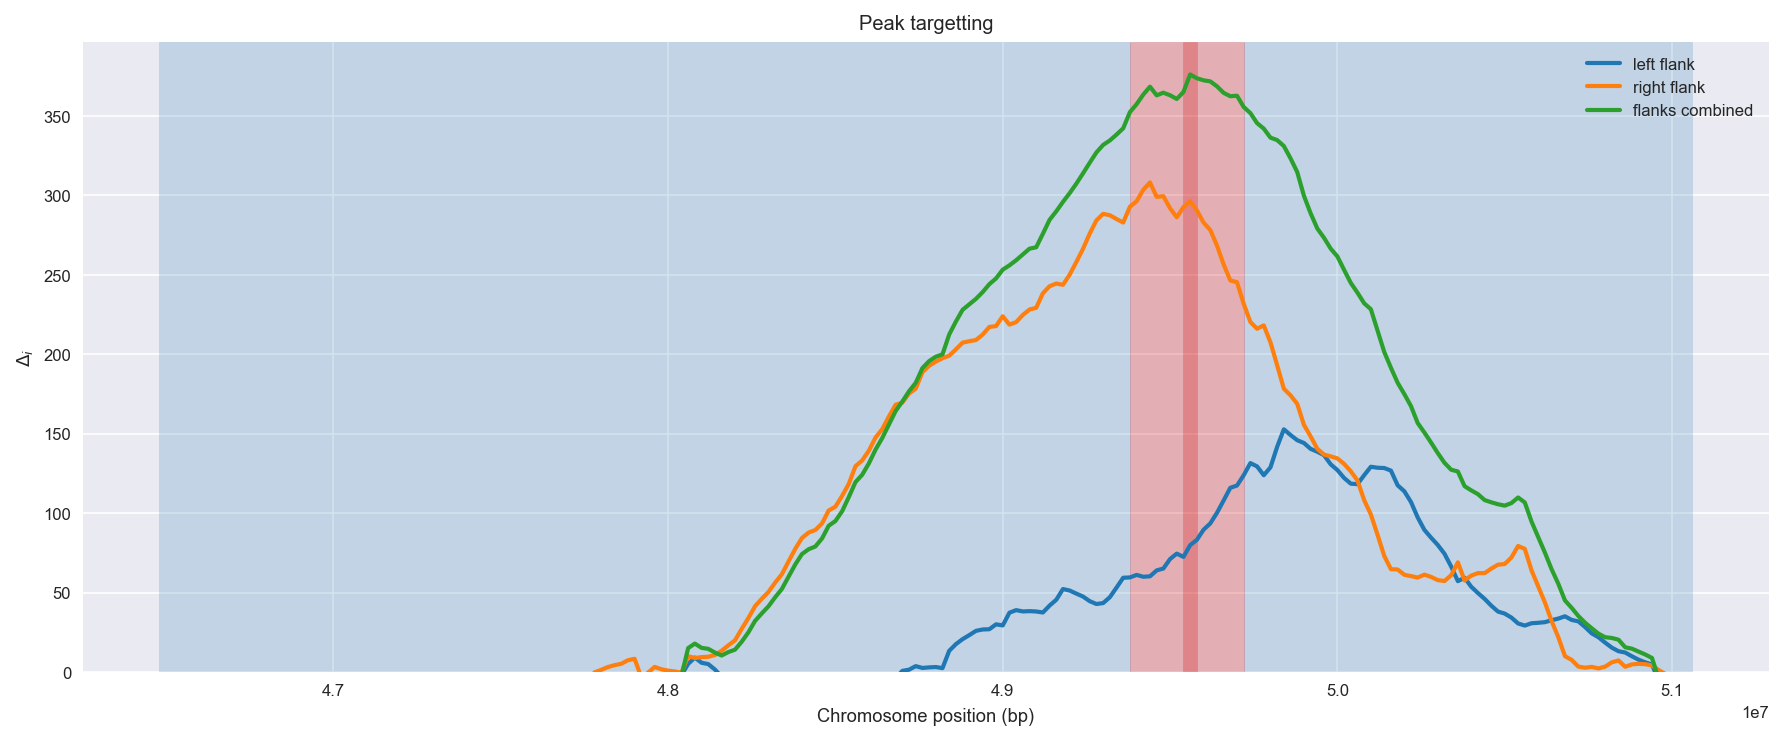 Peak targetting
left flank
right flank
flanks combined
Δi
350
300
250
200
150
100
50
0
4.7
4.8
4.9
5.0
5.1
1e7
Chromosome position (bp)